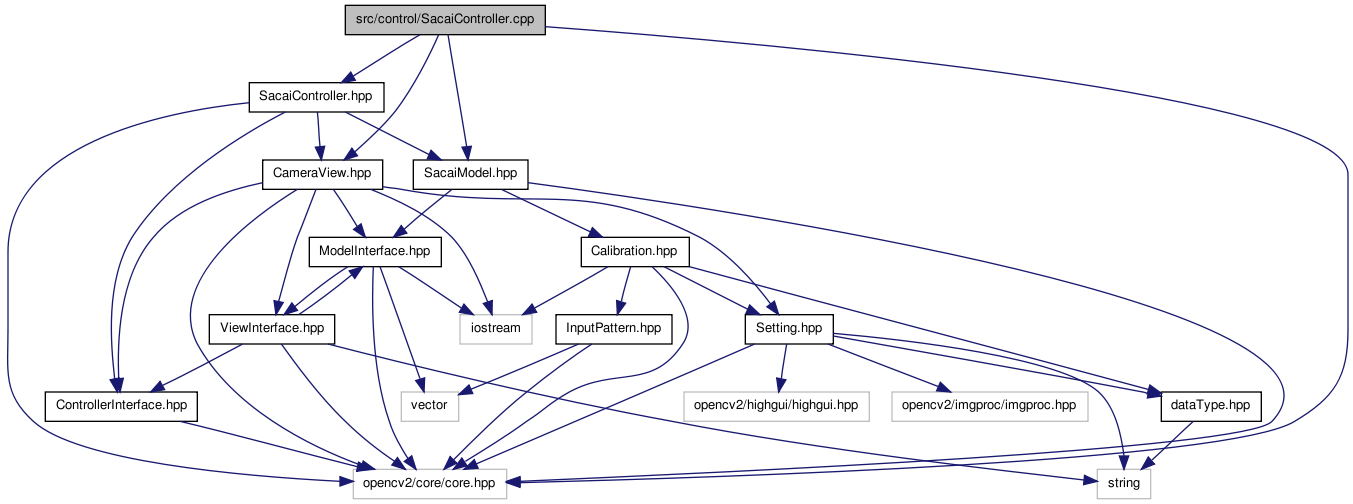 src/control/SacaiController.cpp
SacaiController.hpp
CameraView.hpp
SacaiModel.hpp
ModelInterface.hpp
Calibration.hpp
ViewInterface.hpp
iostream
InputPattern.hpp
Setting.hpp
ControllerInterface.hpp
vector
opencv2/highgui/highgui.hpp
opencv2/imgproc/imgproc.hpp
dataType.hpp
opencv2/core/core.hpp
string